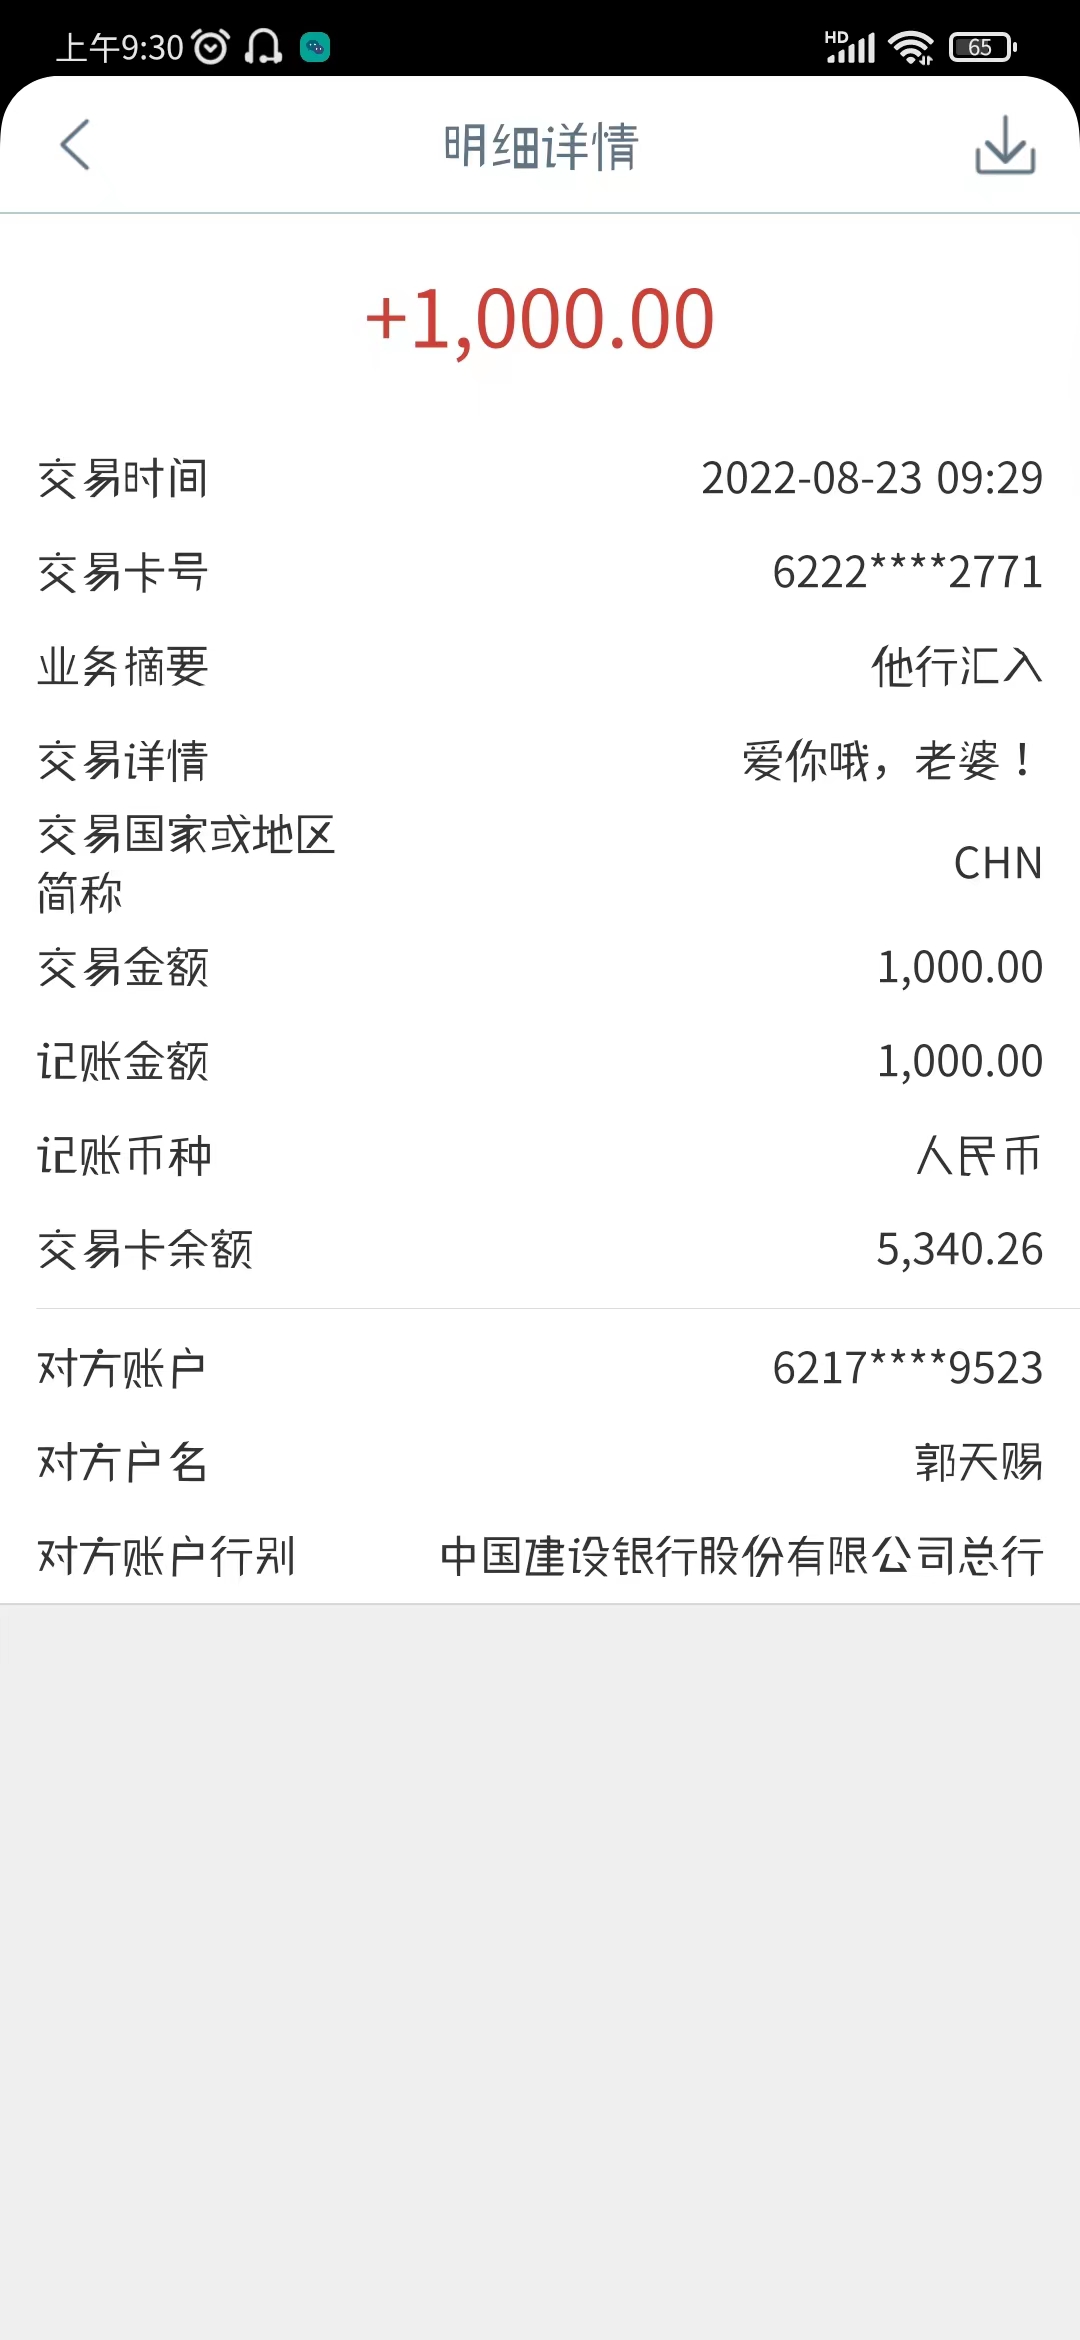 上午9:30
HD
65
明细详情
+1,000.00
交易时间 2022-08-23 09:29
交易卡号 6222****2771
业务摘要 他行汇入
交易详情 爱你哦，老婆！
交易国家或地区
简称 CHN
交易金额 1,000.00
记账金额 1,000.00
记账币种 人民币
交易卡余额 5,340.26
对方账户 6217****9523
对方户名 郭天赐
对方账户行别 中国建设银行股份有限公司总行